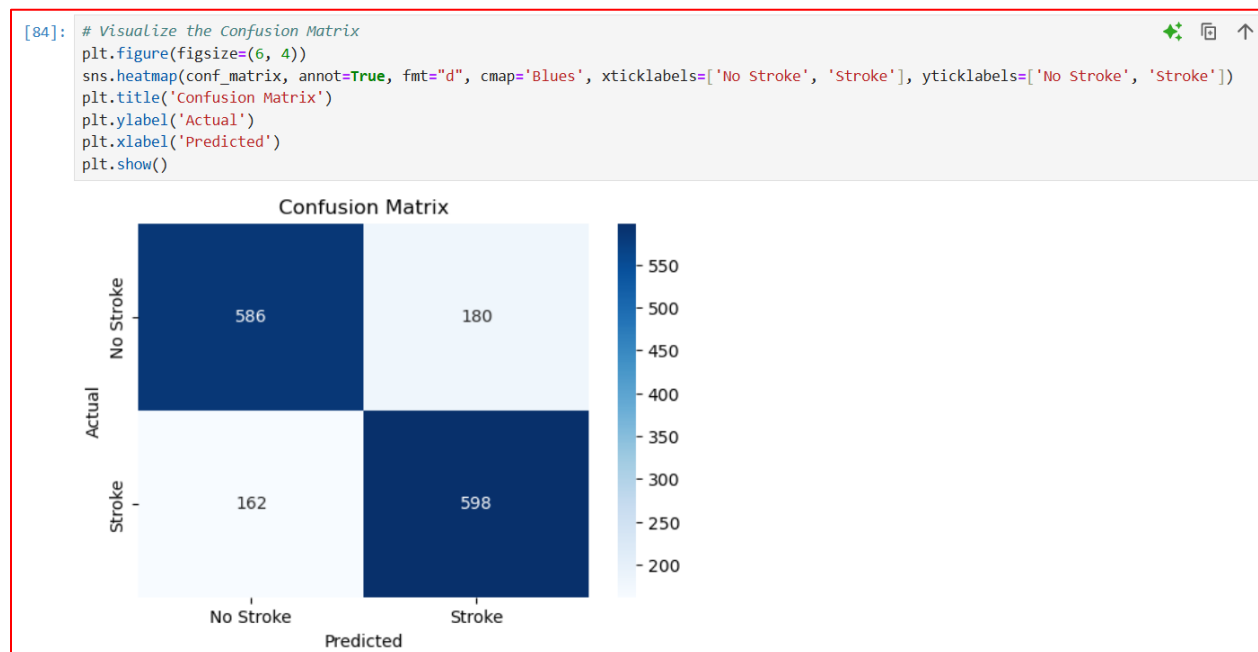 [84]: # Visualize the Confusion Matrix
plt.figure(figsize=(6, 4))
sns.heatmap(conf_matrix, annot=True, fmt="d", cmap='Blues', xticklabels=['No Stroke', 'Stroke'], yticklabels=['No Stroke', 'Stroke'])
plt.title('Confusion Matrix')
plt.ylabel('Actual')
plt.xlabel('Predicted')
plt.show()
Confusion Matrix
No Stroke
586
180
Stroke
162
598
Actual
No Stroke
Stroke
Predicted
550
500
450
400
350
300
250
200